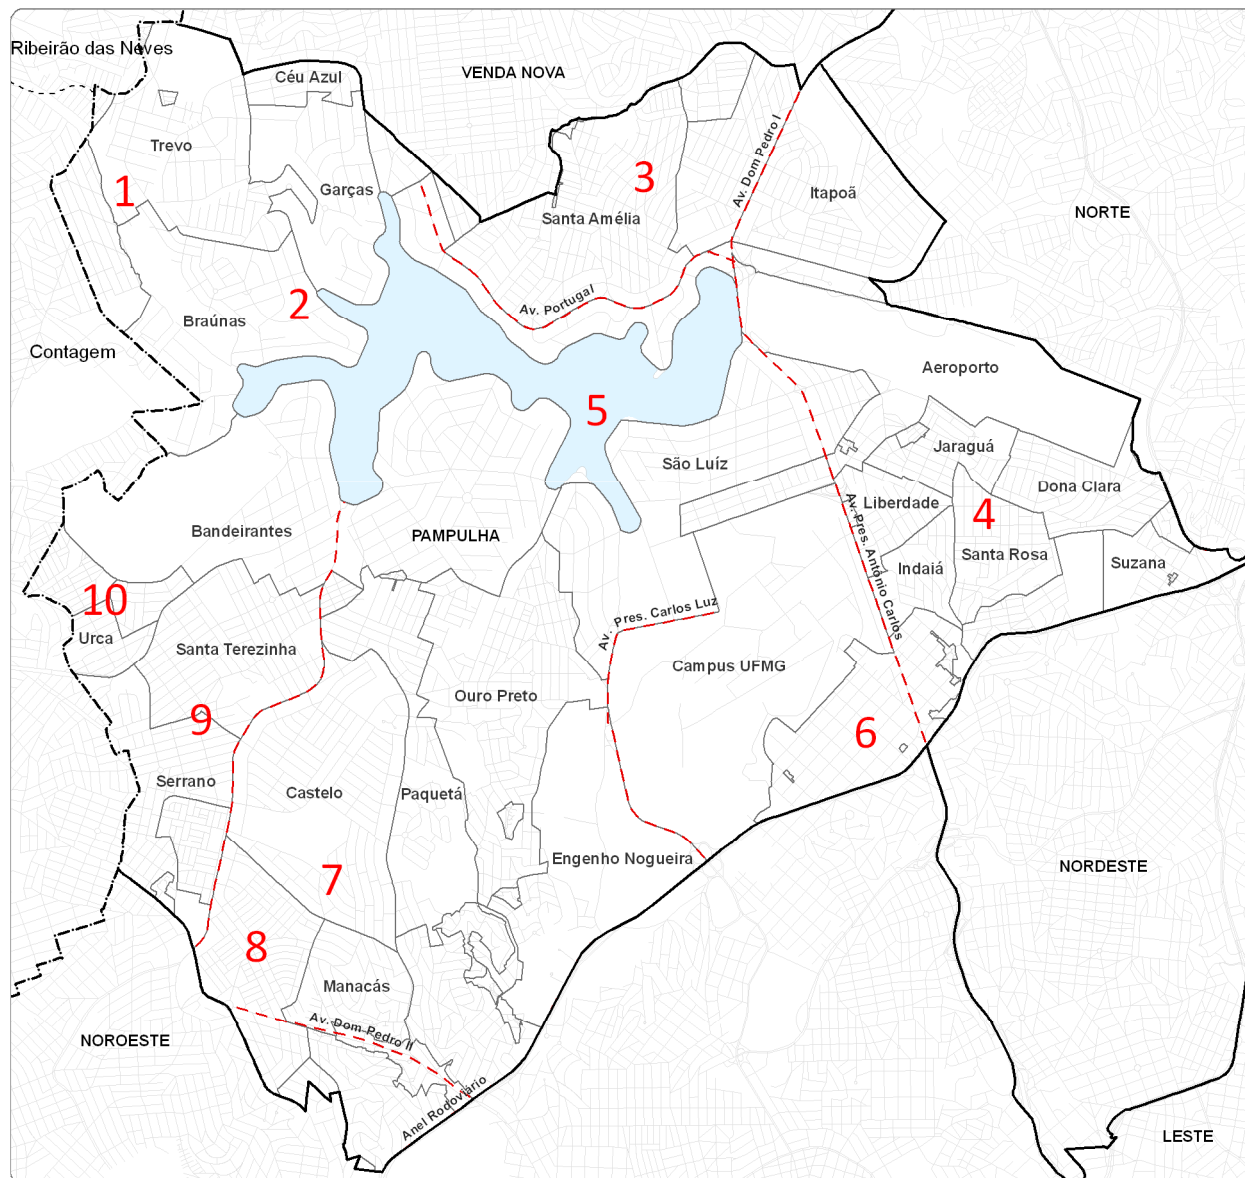 Ribeirão das Neves
Céu Azul
VENDA NOVA
Trevo
Av. Dom Pedro I
1
Garças
3
Itapoã
Santa Amélia
NORTE
2
Braúnas
Av. Portugal
Contagem
Aeroporto
5
Jaraguá
São Luíz
Dona Clara
Liberdade
4
Bandeirantes
PAMPULHA
Av. Pres. Antônio Carlos
Santa Rosa
Indaiá
Suzana
10
Av. Pres. Carlos Luz
Urca
Santa Terezinha
Campus UFMG
Ouro Preto
9
6
Serrano
Castelo
Paquetá
7
Engenho Nogueira
NORDESTE
8
Manacás
Av. Dom Pedro II
NOROESTE
Anel Rodoviário
LESTE